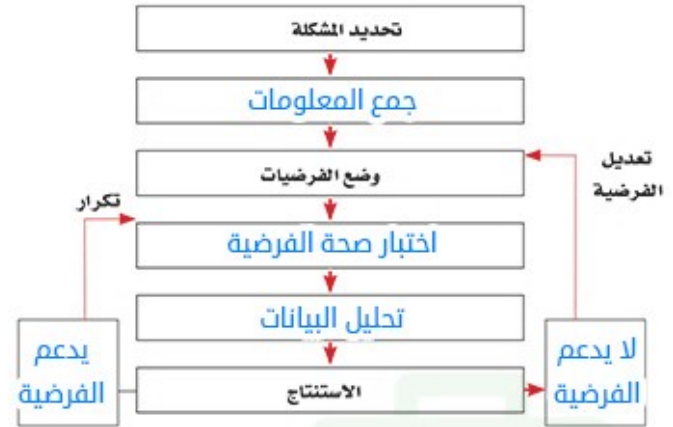 تحديد المشكلة
جمع المعلومات
وضع الفرضيات
تعديل
الفرضية
تكرار
اختبار صحة الفرضية
تحليل البيانات
لا يدعم
الفرضية
يدعم
الفرضية
الاستنتاج